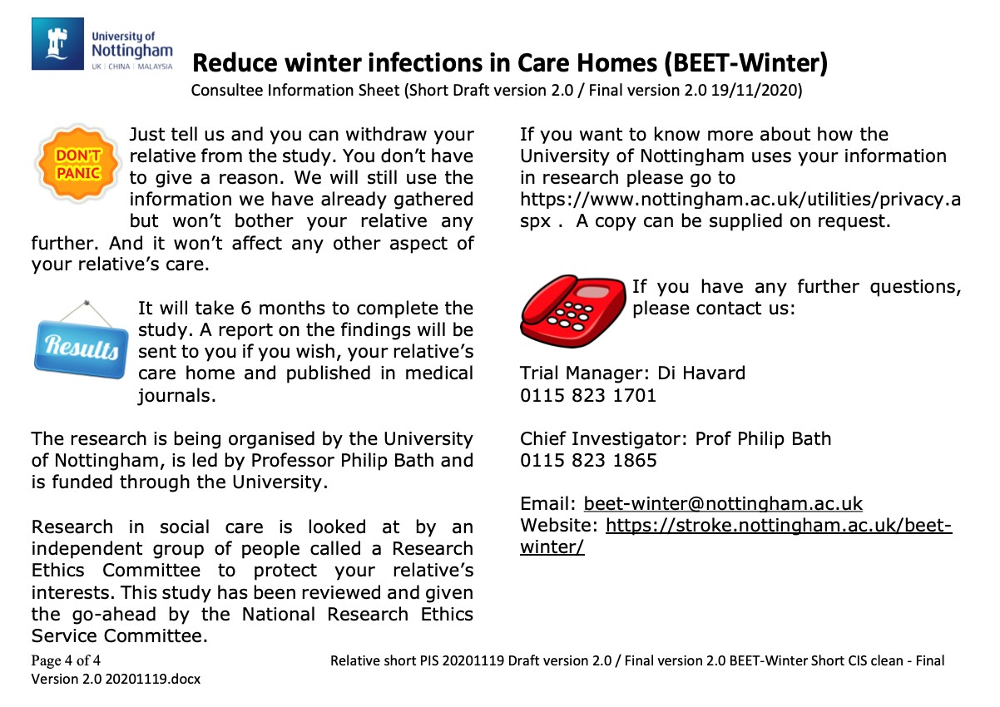 University of
Nottingham
UK | CHINA | MALAYSIA
Reduce winter infections in Care Homes (BEET-Winter)
Consultee Information Sheet (Short Draft version 2.0 / Final version 2.0 19/11/2020)
DON'T
PANIC
Just tell us and you can withdraw your
relative from the study. You don’t have
to give a reason. We will still use the
information we have already gathered
but won’t bother your relative any
further. And it won’t affect any other aspect of
your relative’s care.
Results
It will take 6 months to complete the
study. A report on the findings will be
sent to you if you wish, your relative’s
care home and published in medical
journals.
The research is being organised by the University
of Nottingham, is led by Professor Philip Bath and
is funded through the University.
Research in social care is looked at by an
independent group of people called a Research
Ethics Committee to protect your relative’s
interests. This study has been reviewed and given
the go-ahead by the National Research Ethics
Service Committee.
If you want to know more about how the
University of Nottingham uses your information
in research please go to
https://www.nottingham.ac.uk/utilities/privacy.a
spx .  A copy can be supplied on request.
If you have any further questions,
please contact us:
Trial Manager: Di Havard
0115 823 1701
Chief Investigator: Prof Philip Bath
0115 823 1865
Email: beet-winter@nottingham.ac.uk
Website: https://stroke.nottingham.ac.uk/beet-
winter/
Page 4 of 4 Relative short PIS 20201119 Draft version 2.0 / Final version 2.0 BEET-Winter Short CIS clean - Final
Version 2.0 20201119.docx